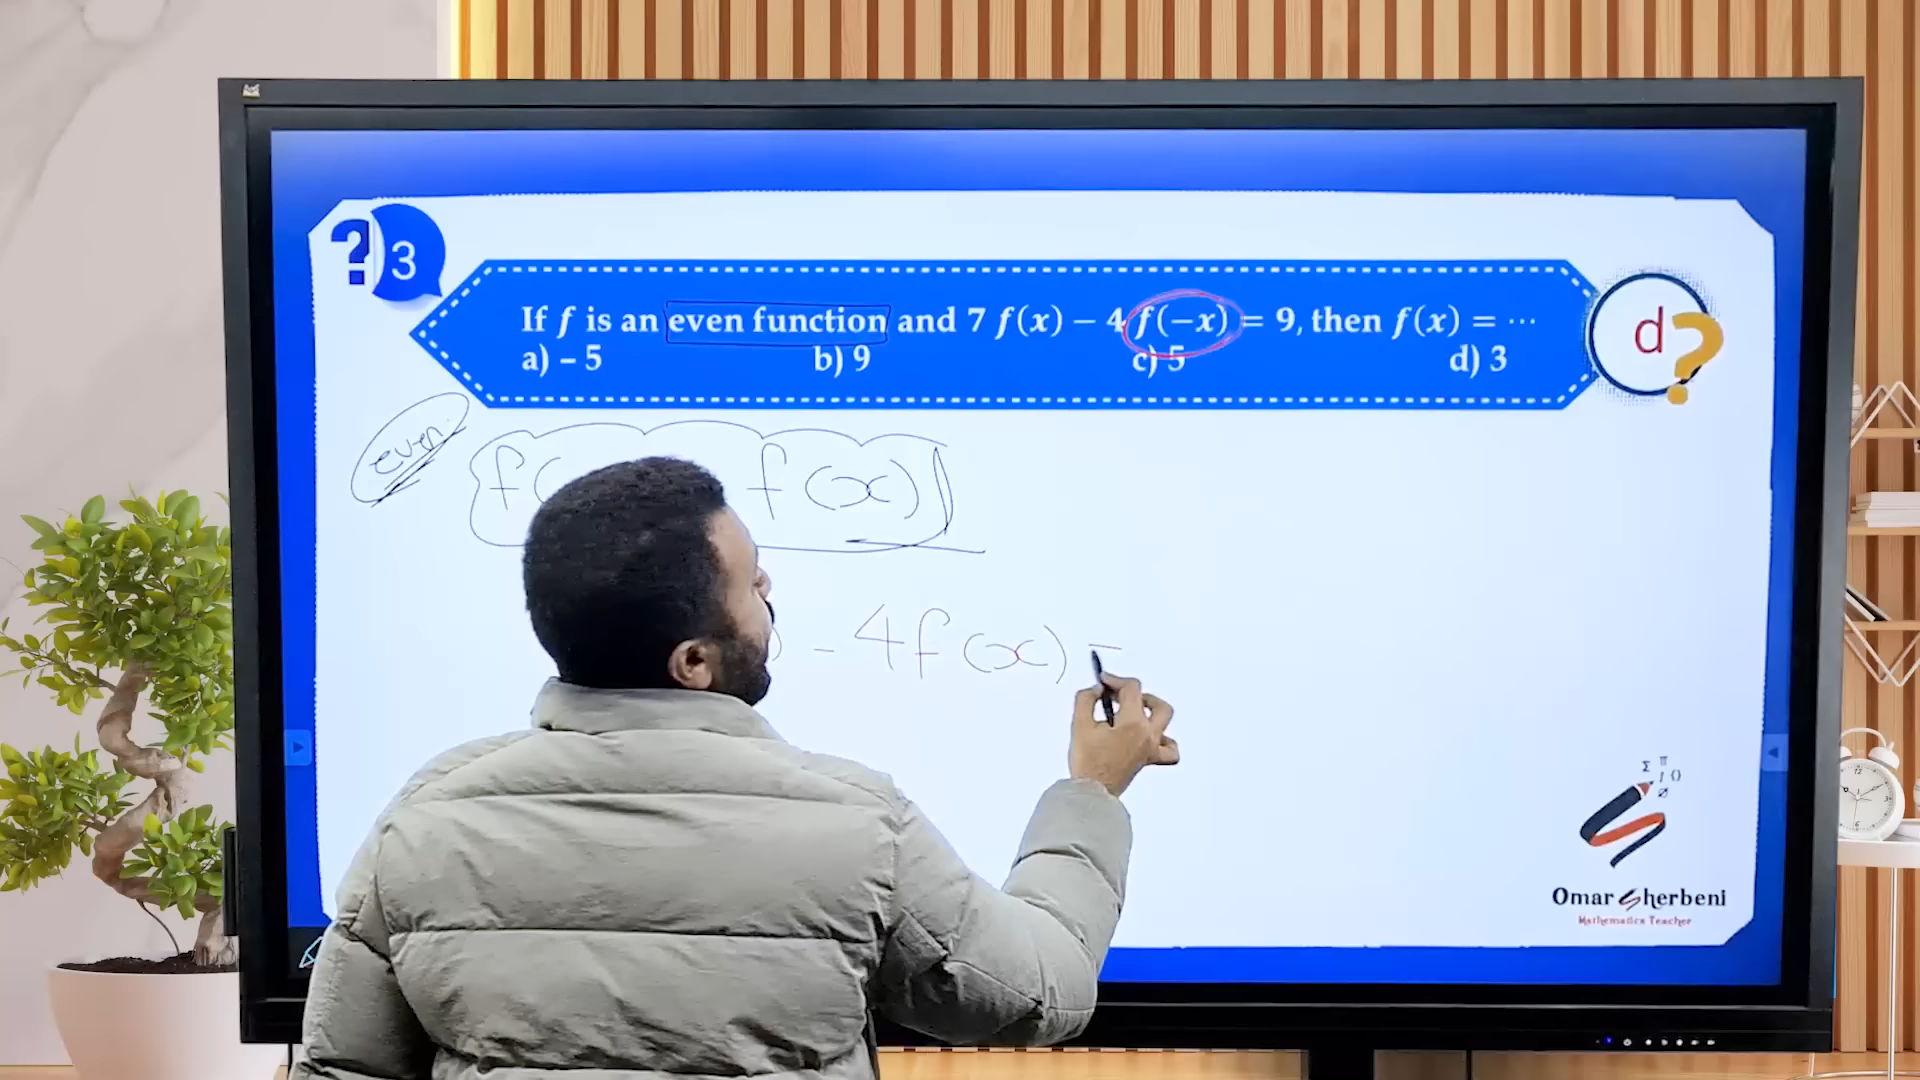 ? 3
If f is an even function and 7 f(x) − 4 f(−x) = 9, then f(x) = ⋯
a) – 5 b) 9 c) 5 d) 3
d ?
even
f( f(x)
) - 4f(x) =
Σ π
∫ {}
∅
Omar Sherbeni
Mathematics Teacher